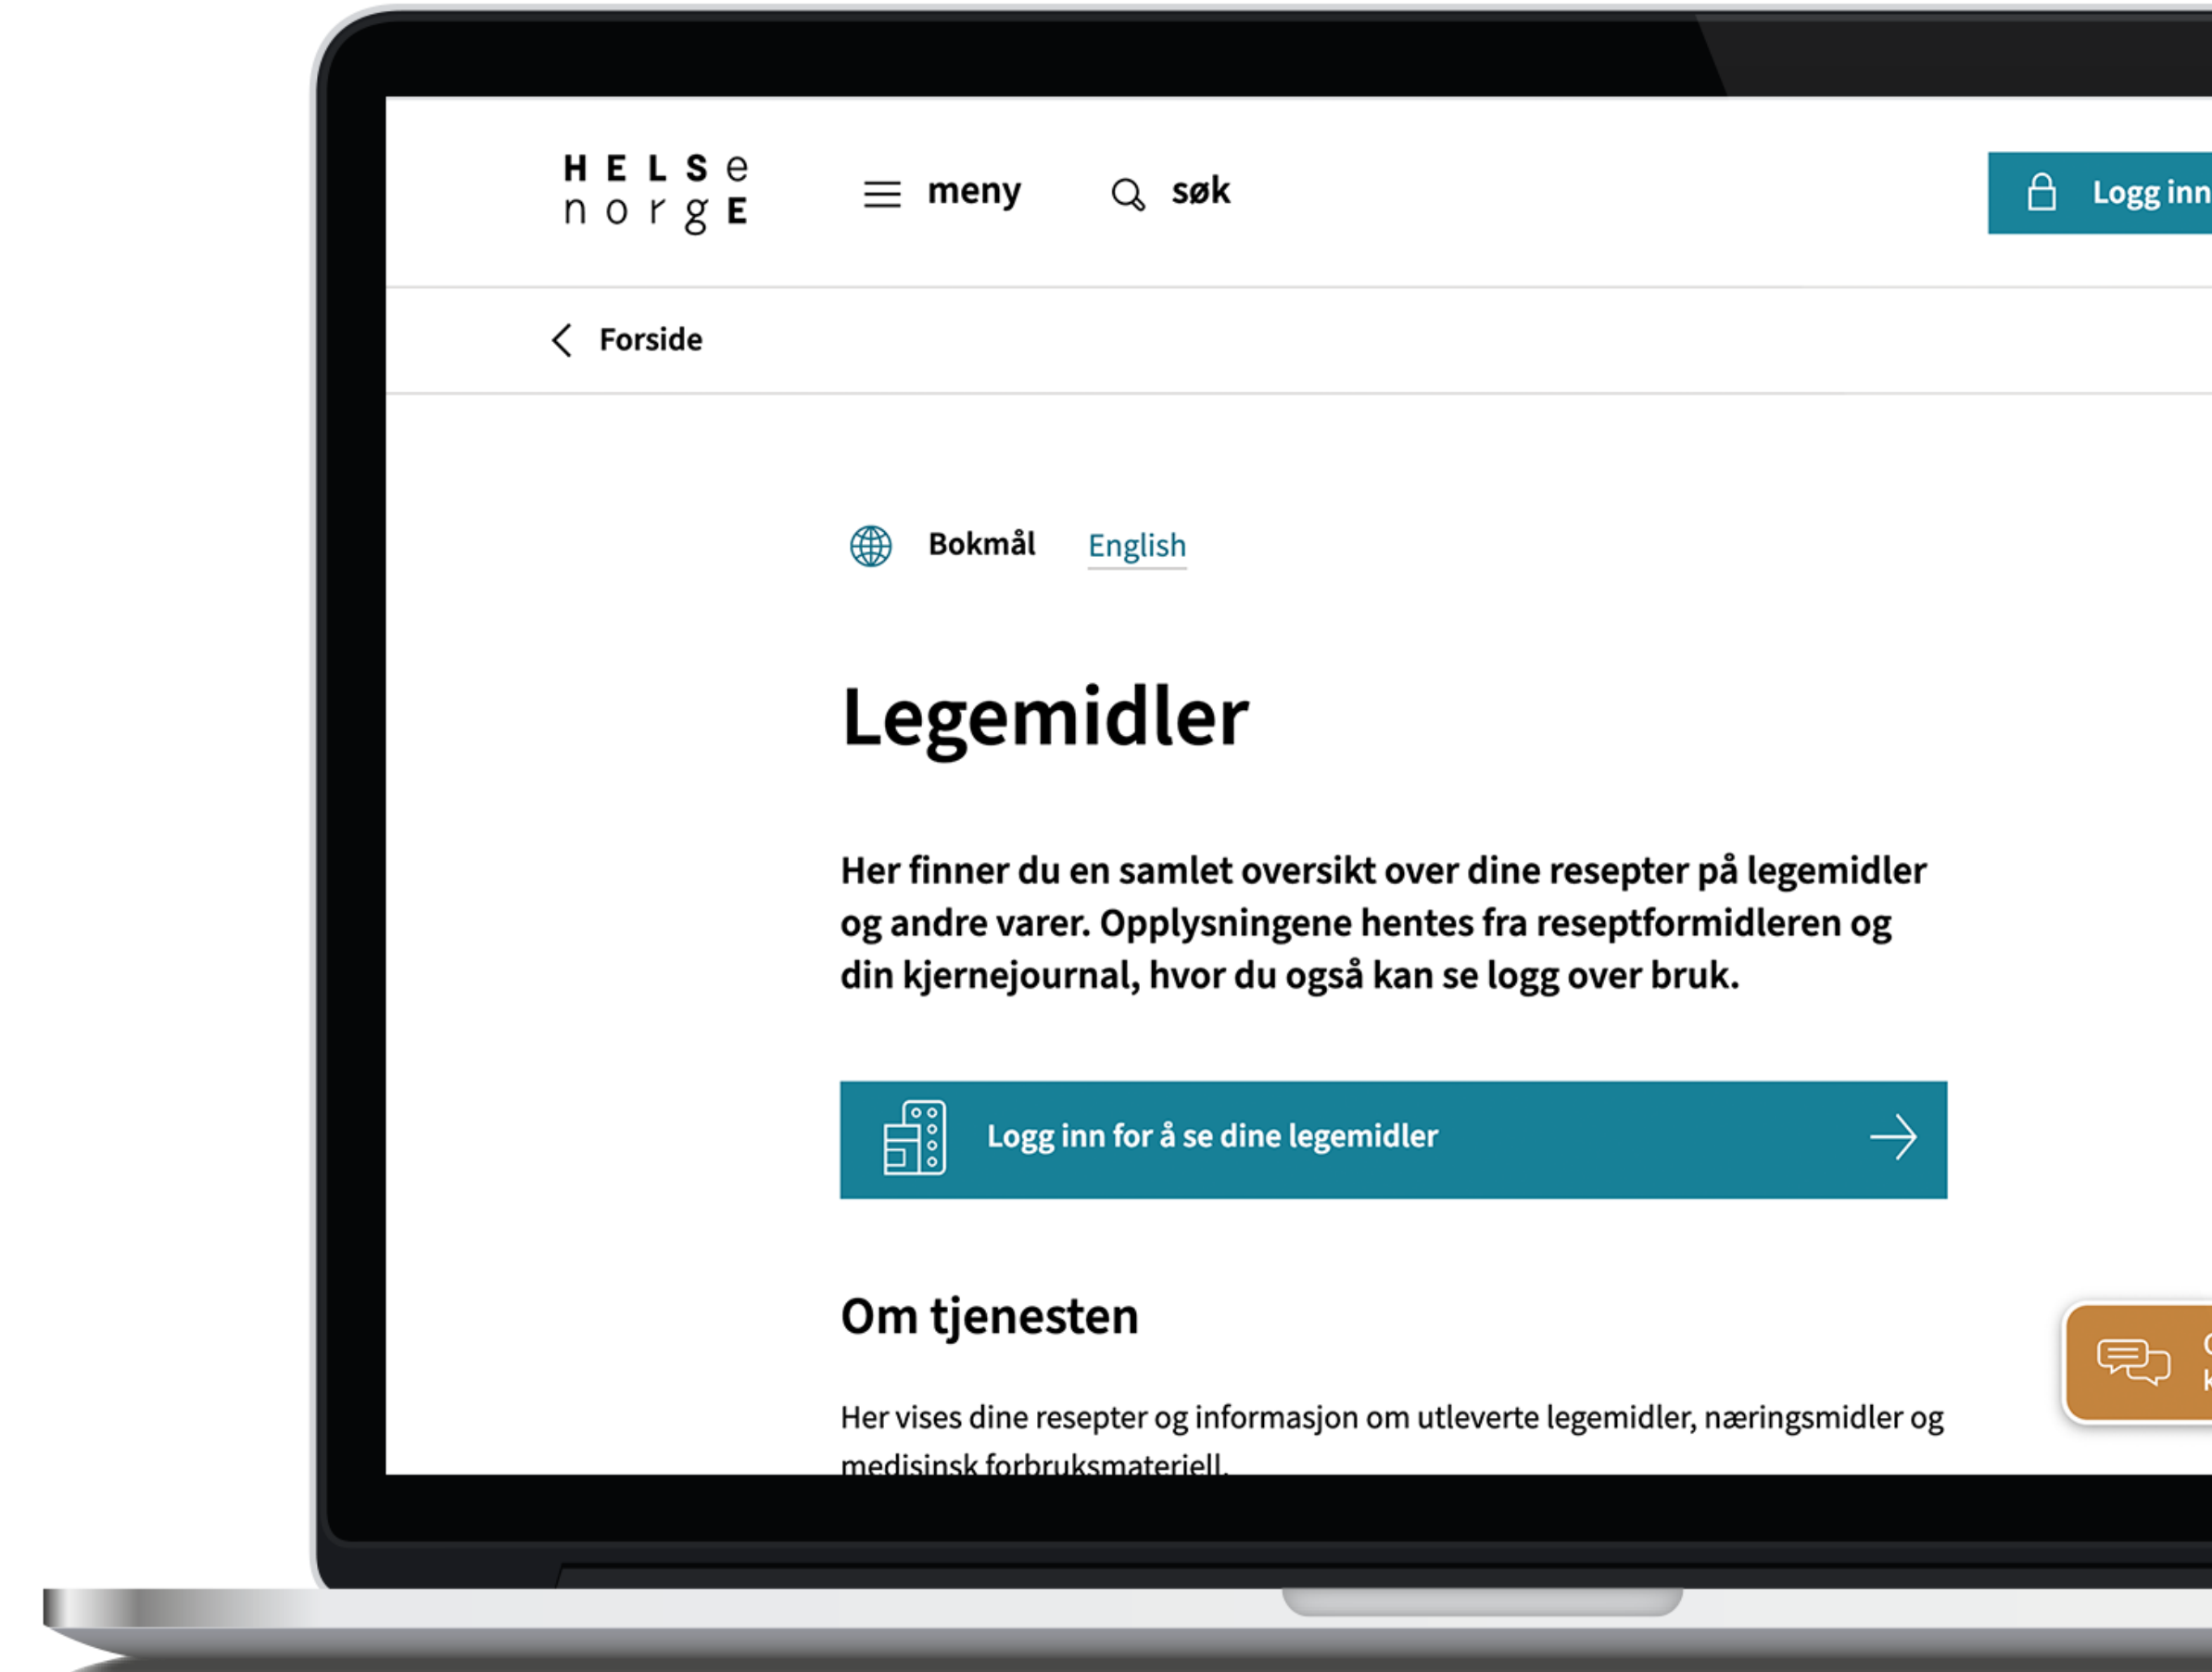 HELSe
norgE
meny
søk
Logg inn
Forside
Bokmål
English
Legemidler
Her finner du en samlet oversikt over dine resepter på legemidler
og andre varer. Opplysningene hentes fra reseptformidleren og
din kjernejournal, hvor du også kan se logg over bruk.
Logg inn for å se dine legemidler
Om tjenesten
Her vises dine resepter og informasjon om utleverte legemidler, næringsmidler og
medisinsk forbruksmateriell.